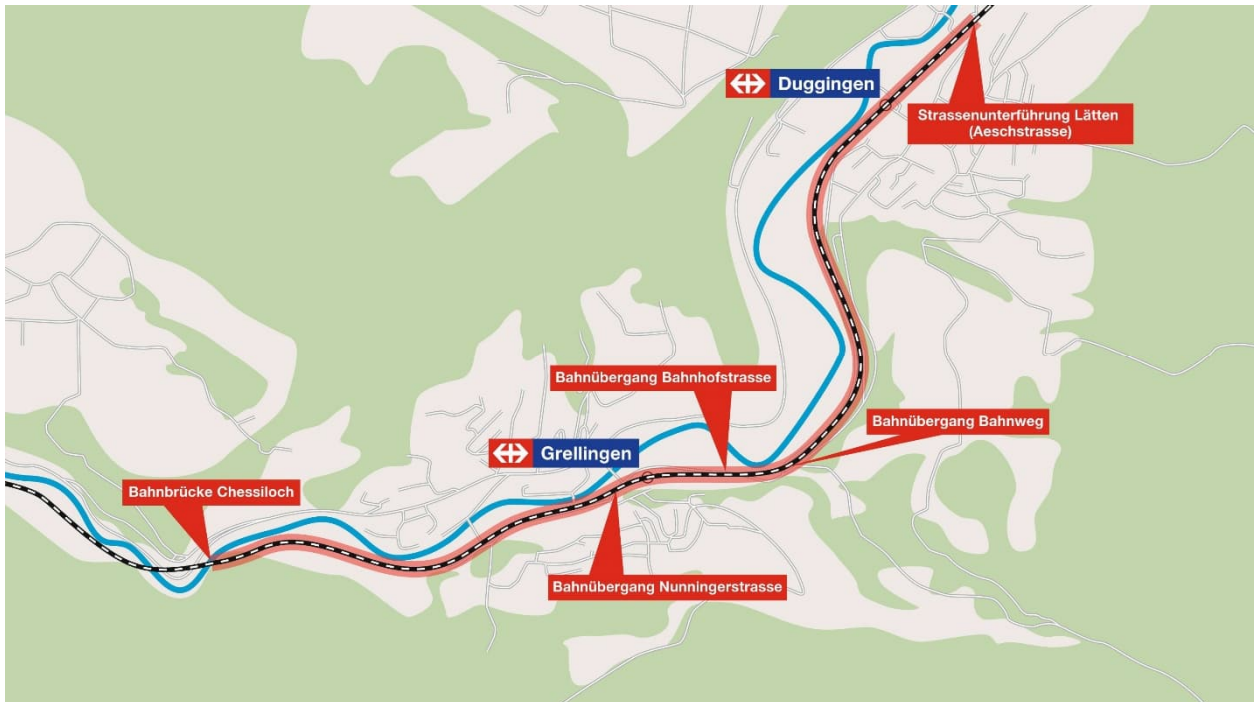 Duggingen
Strassenunterführung Lätten
(Aeschstrasse)
Bahnübergang Bahnhofstrasse
Bahnübergang Bahnweg
Grellingen
Bahnbrücke Chessiloch
Bahnübergang Nunningerstrasse